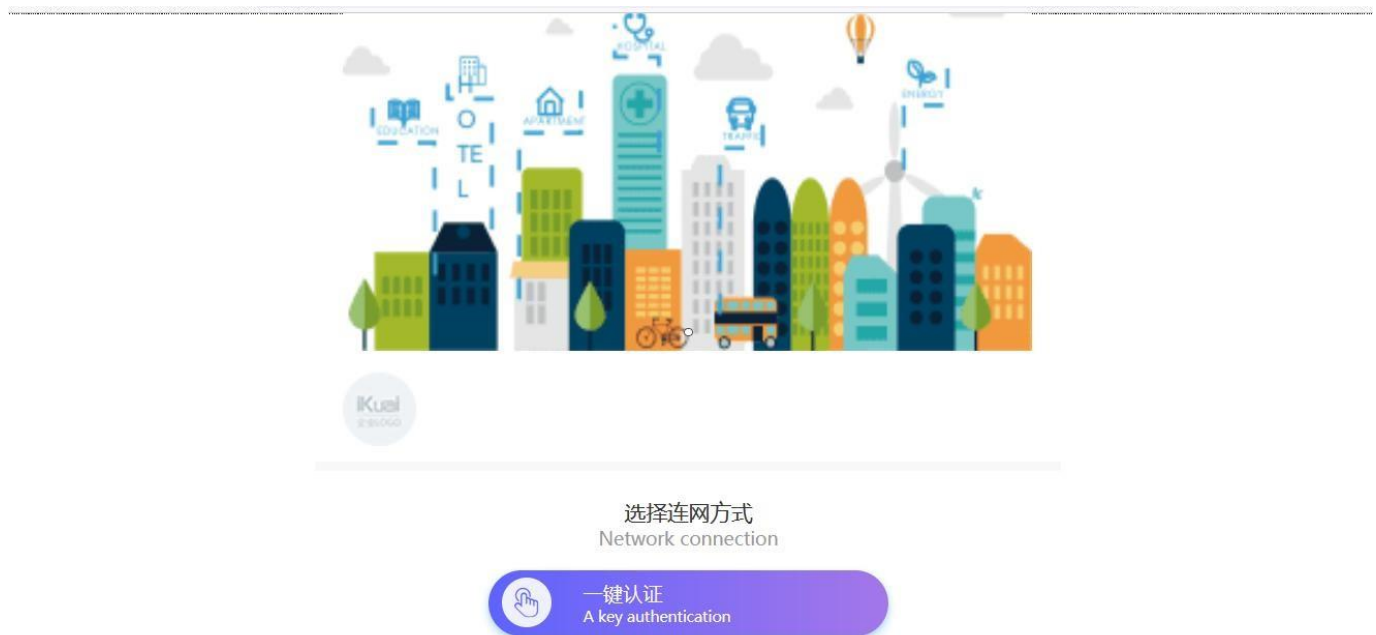 HOSPITAL
HOTEL
ENERGY
EDUCATION
APARTMENT
TRAFFIC
iKuai
选择连网方式
Network connection
一键认证
A key authentication